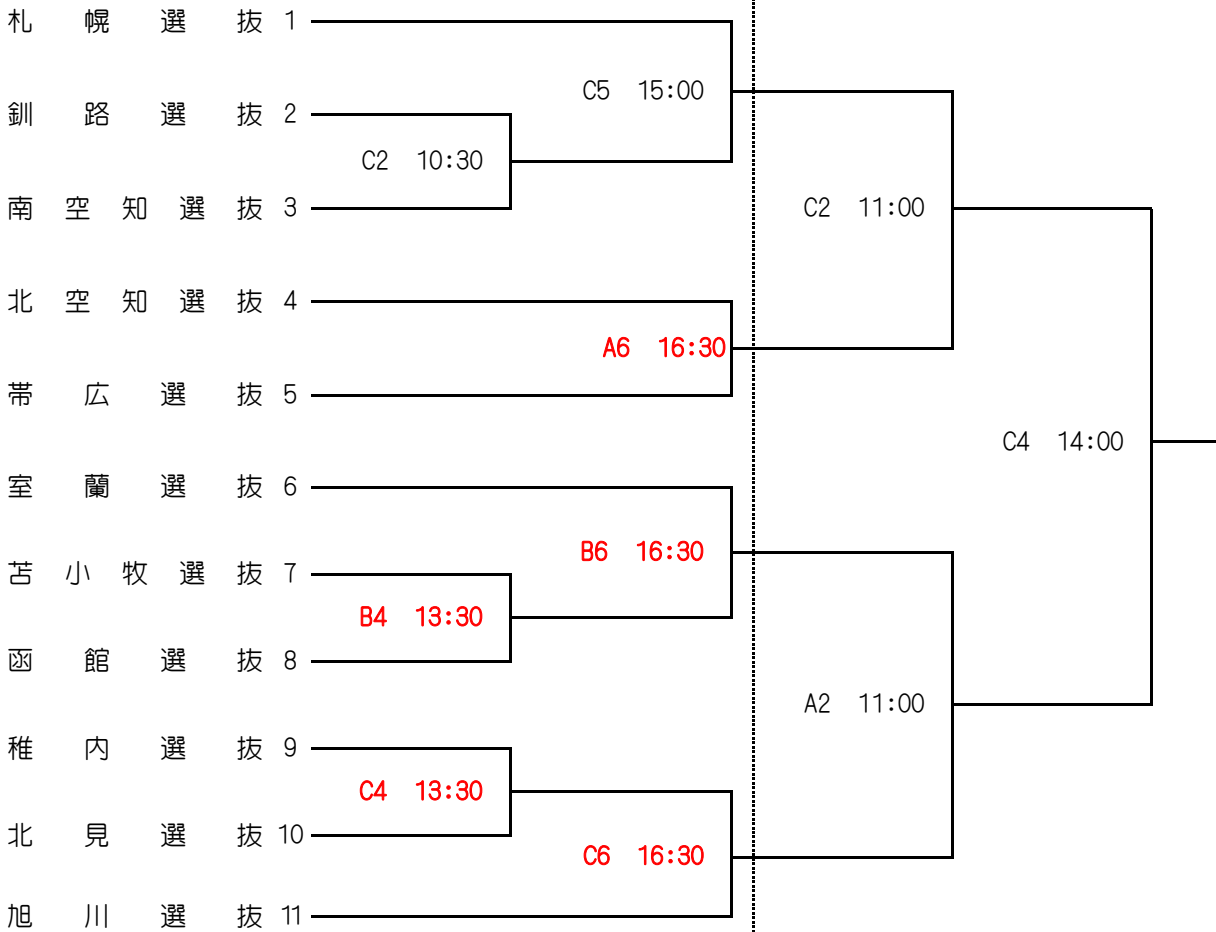 札幌選抜 1
C5 15:00
釧路選抜 2
C2 10:30
南空知選抜 3
C2 11:00
北空知選抜 4
A6 16:30
帯広選抜 5
C4 14:00
室蘭選抜 6
B6 16:30
苫小牧選抜 7
B4 13:30
函館選抜 8
A2 11:00
稚内選抜 9
C4 13:30
北見選抜 10
C6 16:30
旭川選抜 11